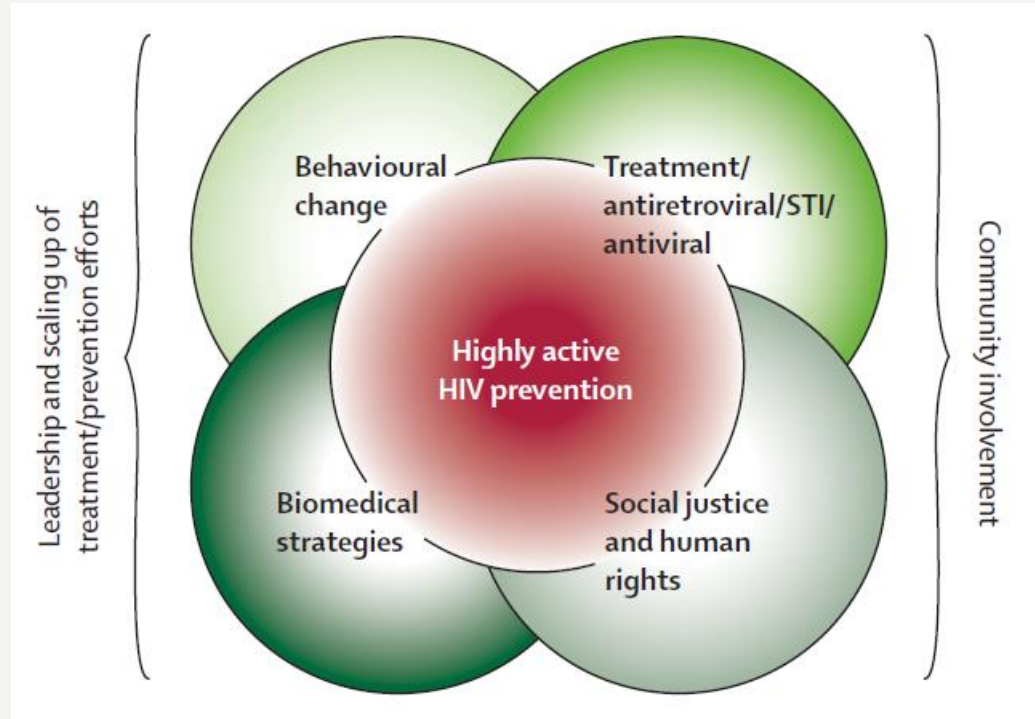 Leadership and scaling up of
treatment/prevention efforts
Behavioural
change
Treatment/
antiretroviral/STI/
antiviral
Highly active
HIV prevention
Biomedical
strategies
Social justice
and human
rights
Community involvement